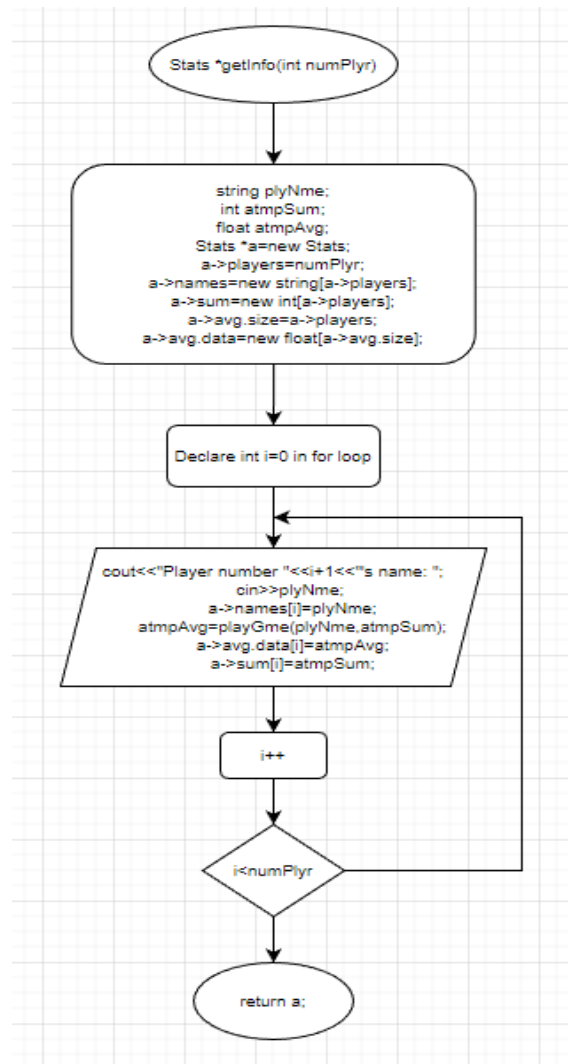 Stats *getInfo(int numPlyr)
string plyNme;
int atmpSum;
float atmpAvg;
Stats *a=new Stats;
a->players=numPlyr;
a->names=new string[a->players];
a->sum=new int[a->players];
a->avg.size=a->players;
a->avg.data=new float[a->avg.size];
Declare int i=0 in for loop
cout<<"Player number "<<i+1<<"'s name: ";
cin>>plyNme;
a->names[i]=plyNme;
atmpAvg=playGme(plyNme,atmpSum);
a->avg.data[i]=atmpAvg;
a->sum[i]=atmpSum;
i++
i<numPlyr
return a;